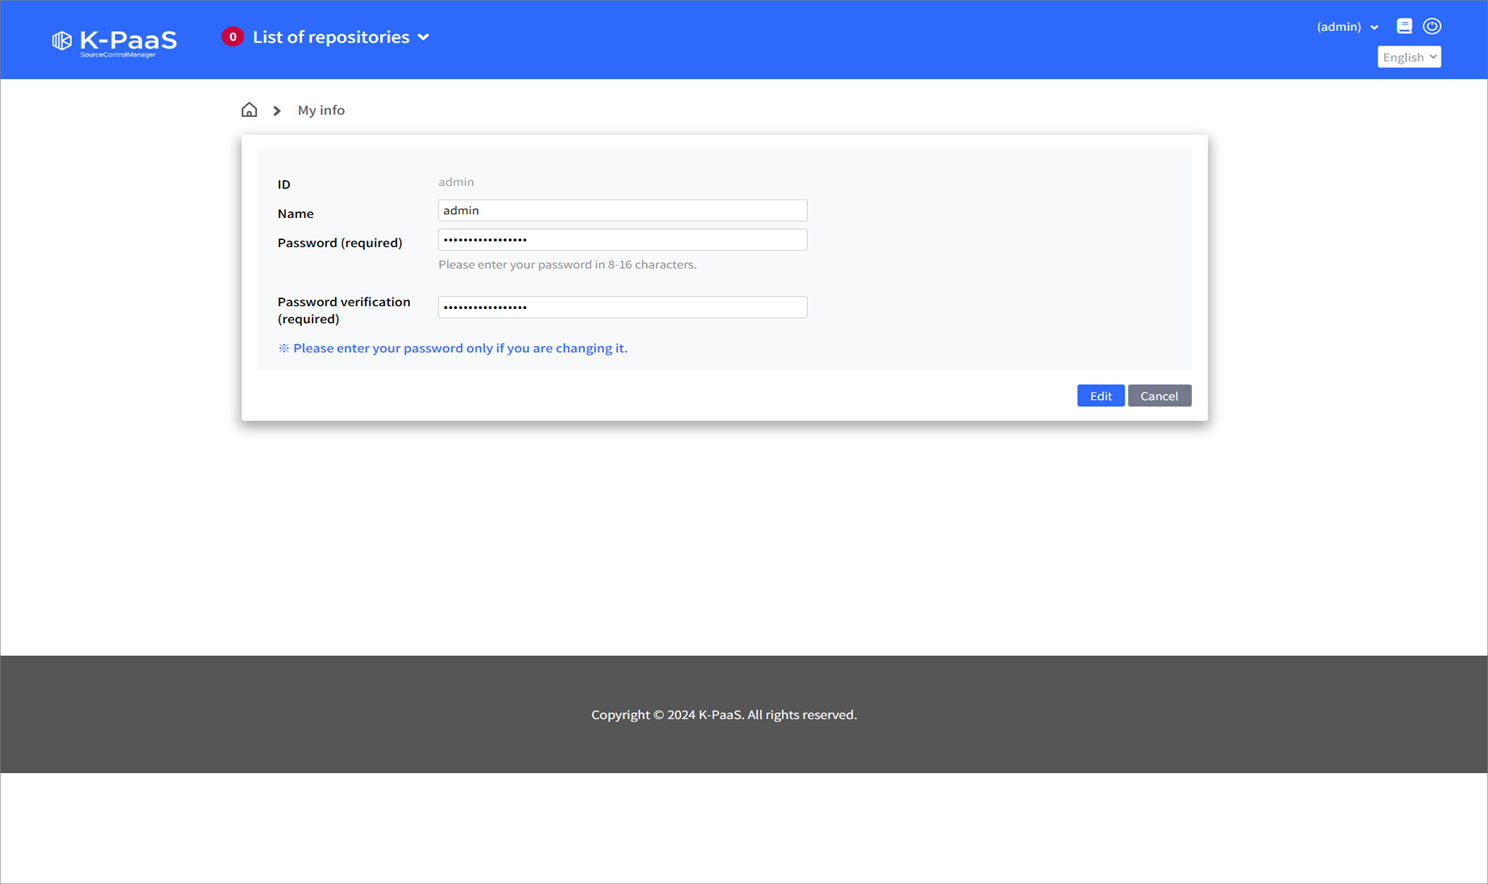 K-PaaS
SourceControlManager
0 List of repositories
(admin)
English
My info
ID admin
Name admin
Password (required) •••••••••••••••••
Please enter your password in 8-16 characters.
Password verification
(required) •••••••••••••••••
※ Please enter your password only if you are changing it.
Edit Cancel
Copyright © 2024 K-PaaS. All rights reserved.